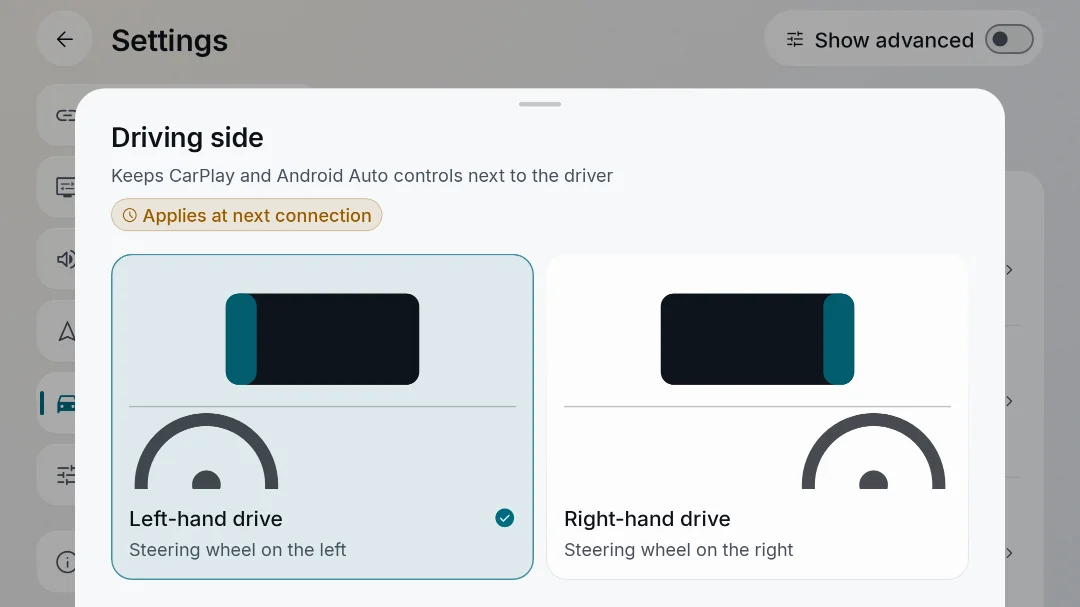 Settings
Show advanced
Driving side
Keeps CarPlay and Android Auto controls next to the driver
Applies at next connection
Left-hand drive
Steering wheel on the left
Right-hand drive
Steering wheel on the right